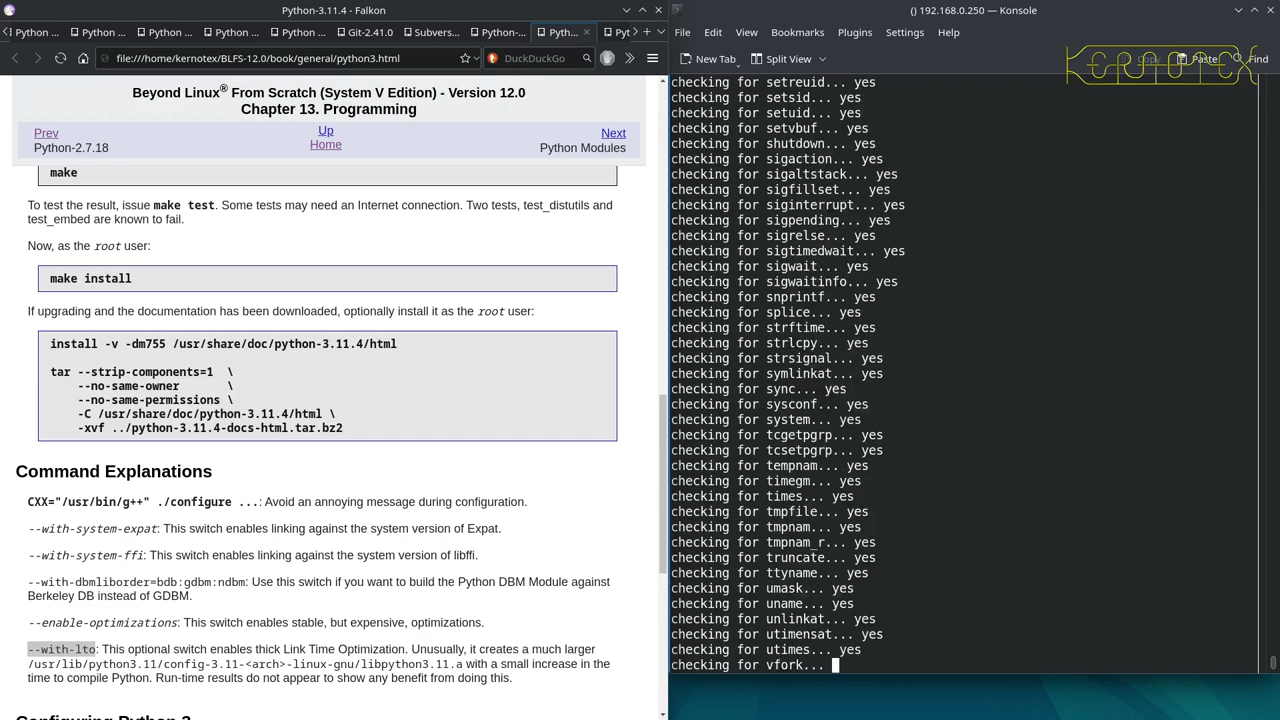 Python-3.11.4 - Falkon
Python ...
Python ...
Python ...
Python ...
Python ...
Git-2.41.0
Subvers...
Python-...
Pyth...
Pyt
file:///home/kernotex/BLFS-12.0/book/general/python3.html
DuckDuckGo
Beyond Linux® From Scratch (System V Edition) - Version 12.0
Chapter 13. Programming
Prev
Up
Next
Python-2.7.18
Home
Python Modules
make
To test the result, issue make test. Some tests may need an Internet connection. Two tests, test_distutils and
test_embed are known to fail.
Now, as the root user:
make install
If upgrading and the documentation has been downloaded, optionally install it as the root user:
install -v -dm755 /usr/share/doc/python-3.11.4/html
tar --strip-components=1 \
--no-same-owner \
--no-same-permissions \
-C /usr/share/doc/python-3.11.4/html \
-xvf ../python-3.11.4-docs-html.tar.bz2
Command Explanations
CXX="/usr/bin/g++" ./configure ...: Avoid an annoying message during configuration.
--with-system-expat: This switch enables linking against the system version of Expat.
--with-system-ffi: This switch enables linking against the system version of libffi.
--with-dbmliborder=bdb:gdbm:ndbm: Use this switch if you want to build the Python DBM Module against
Berkeley DB instead of GDBM.
--enable-optimizations: This switch enables stable, but expensive, optimizations.
--with-lto: This optional switch enables thick Link Time Optimization. Unusually, it creates a much larger
/usr/lib/python3.11/config-3.11-<arch>-linux-gnu/libpython3.11.a with a small increase in the
time to compile Python. Run-time results do not appear to show any benefit from doing this.
Configuring Python 3
() 192.168.0.250 — Konsole
File Edit View Bookmarks Plugins Settings Help
New Tab
Split View
Copy
Paste
Find
KERNOTEX
checking for setreuid... yes
checking for setsid... yes
checking for setuid... yes
checking for setvbuf... yes
checking for shutdown... yes
checking for sigaction... yes
checking for sigaltstack... yes
checking for sigfillset... yes
checking for siginterrupt... yes
checking for sigpending... yes
checking for sigrelse... yes
checking for sigtimedwait... yes
checking for sigwait... yes
checking for sigwaitinfo... yes
checking for snprintf... yes
checking for splice... yes
checking for strftime... yes
checking for strlcpy... yes
checking for strsignal... yes
checking for symlinkat... yes
checking for sync... yes
checking for sysconf... yes
checking for system... yes
checking for tcgetpgrp... yes
checking for tcsetpgrp... yes
checking for tempnam... yes
checking for timegm... yes
checking for times... yes
checking for tmpfile... yes
checking for tmpnam... yes
checking for tmpnam_r... yes
checking for truncate... yes
checking for ttyname... yes
checking for umask... yes
checking for uname... yes
checking for unlinkat... yes
checking for utimensat... yes
checking for utimes... yes
checking for vfork...